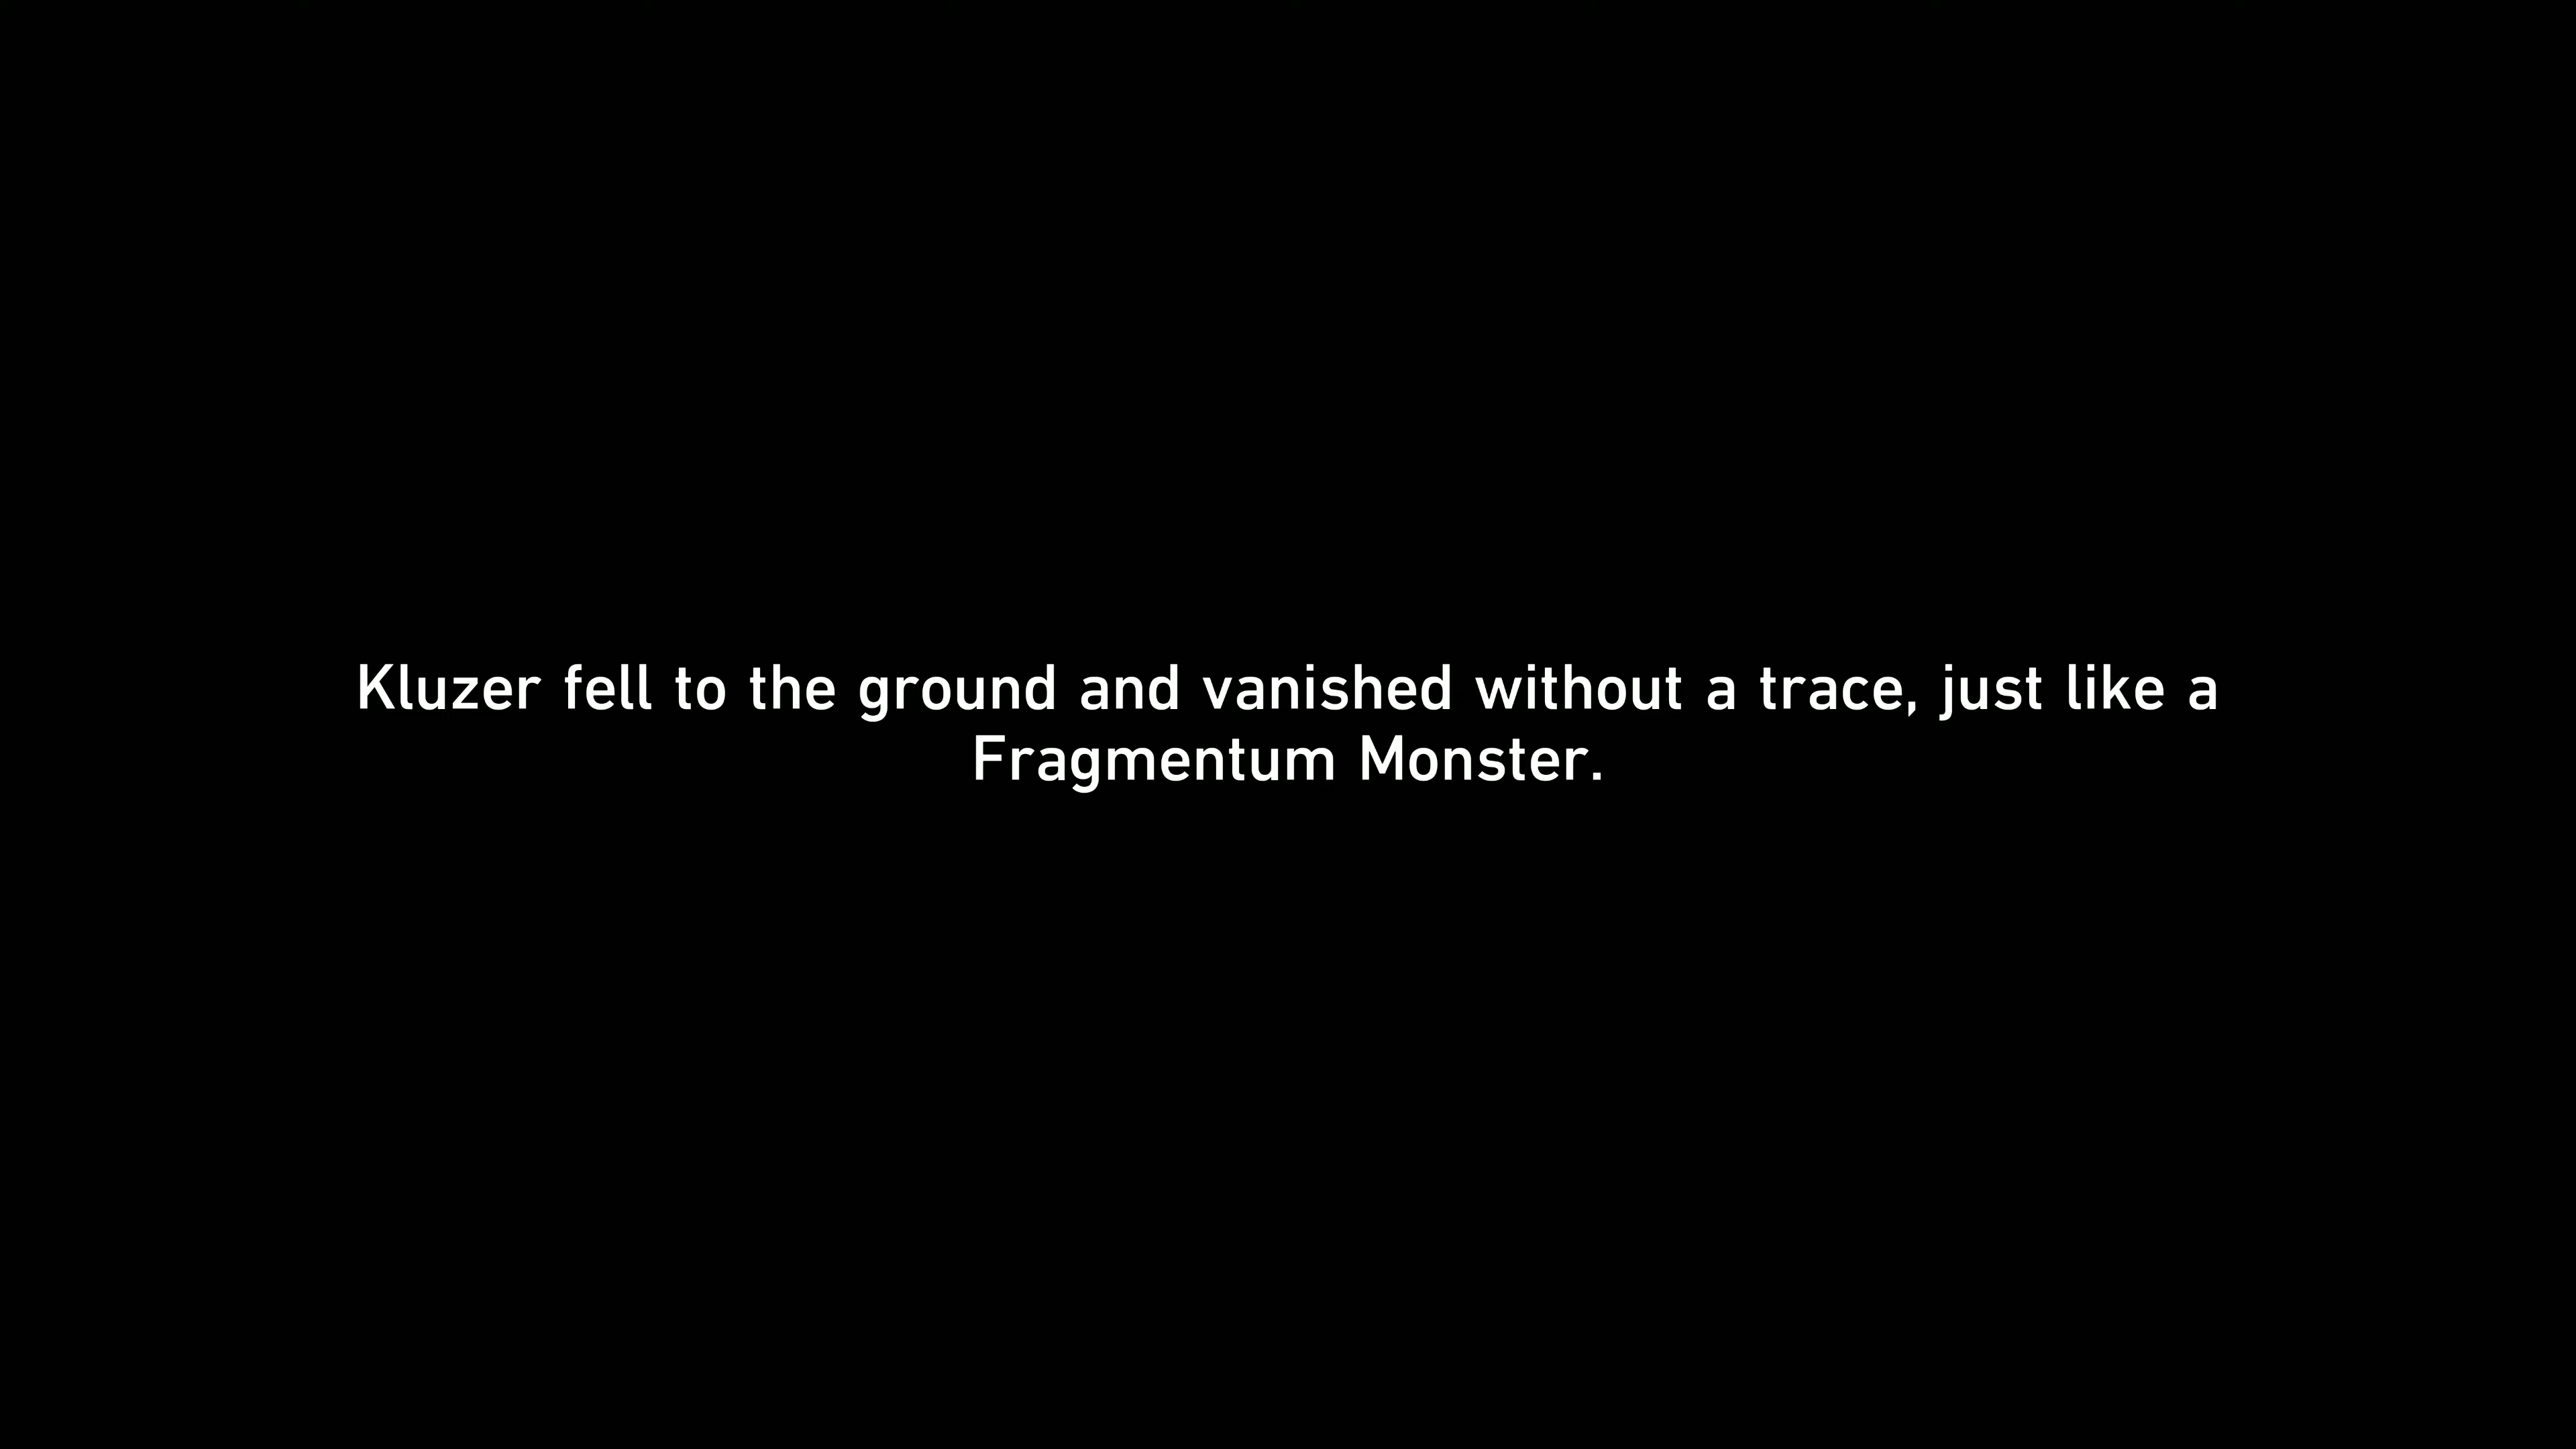 Kluzer fell to the ground and vanished without a trace, just like a
Fragmentum Monster.